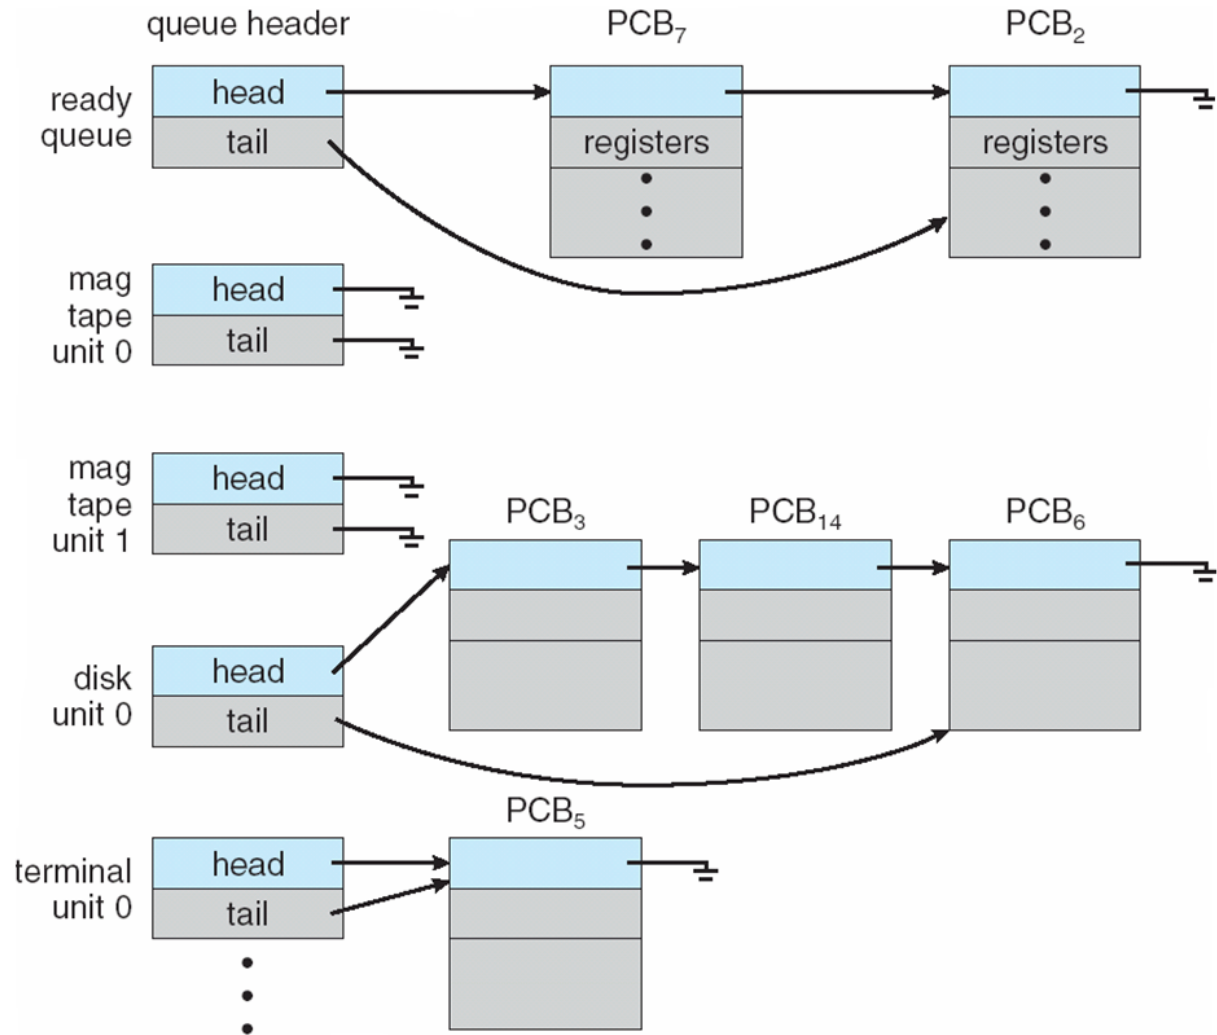 queue header
PCB₇
PCB₂
ready
queue
head
tail
registers
registers
mag
tape
unit 0
head
tail
mag
tape
unit 1
head
tail
PCB₃
PCB₁₄
PCB₆
disk
unit 0
head
tail
PCB₅
terminal
unit 0
head
tail